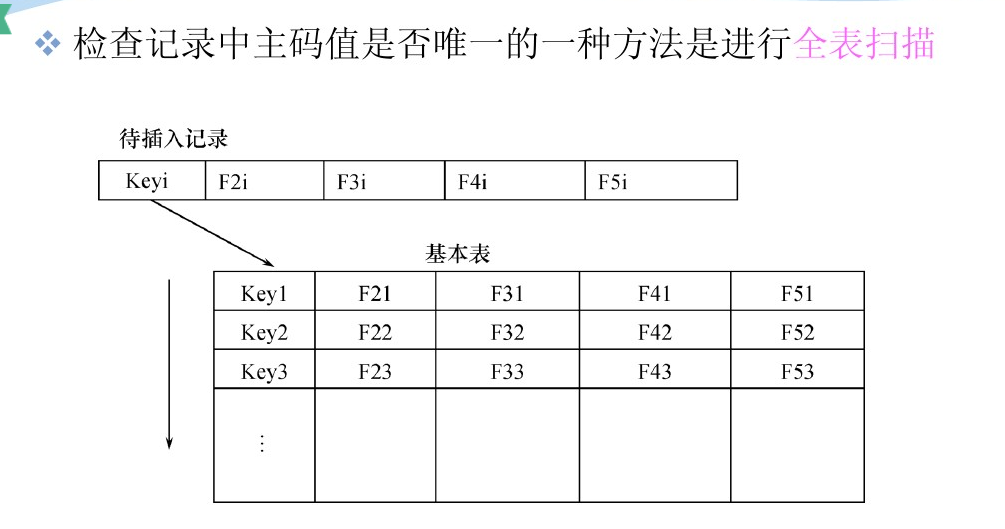 检查记录中主码值是否唯一的一种方法是进行全表扫描
待插入记录
Keyi F2i F3i F4i F5i
基本表
Key1 F21 F31 F41 F51
Key2 F22 F32 F42 F52
Key3 F23 F33 F43 F53
⋮